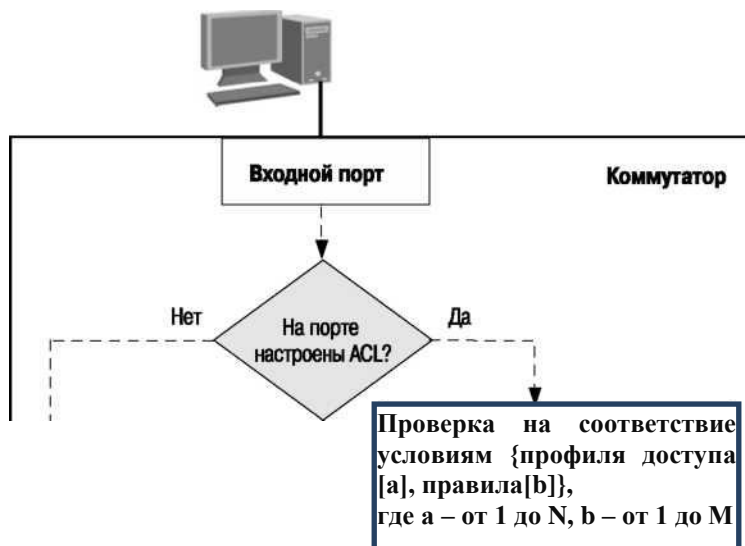 Входной порт
Коммутатор
Нет
Да
На порте
настроены ACL?
Проверка на соответствие
условиям {профиля доступа
[a], правила[b]},
где a – от 1 до N, b – от 1 до M